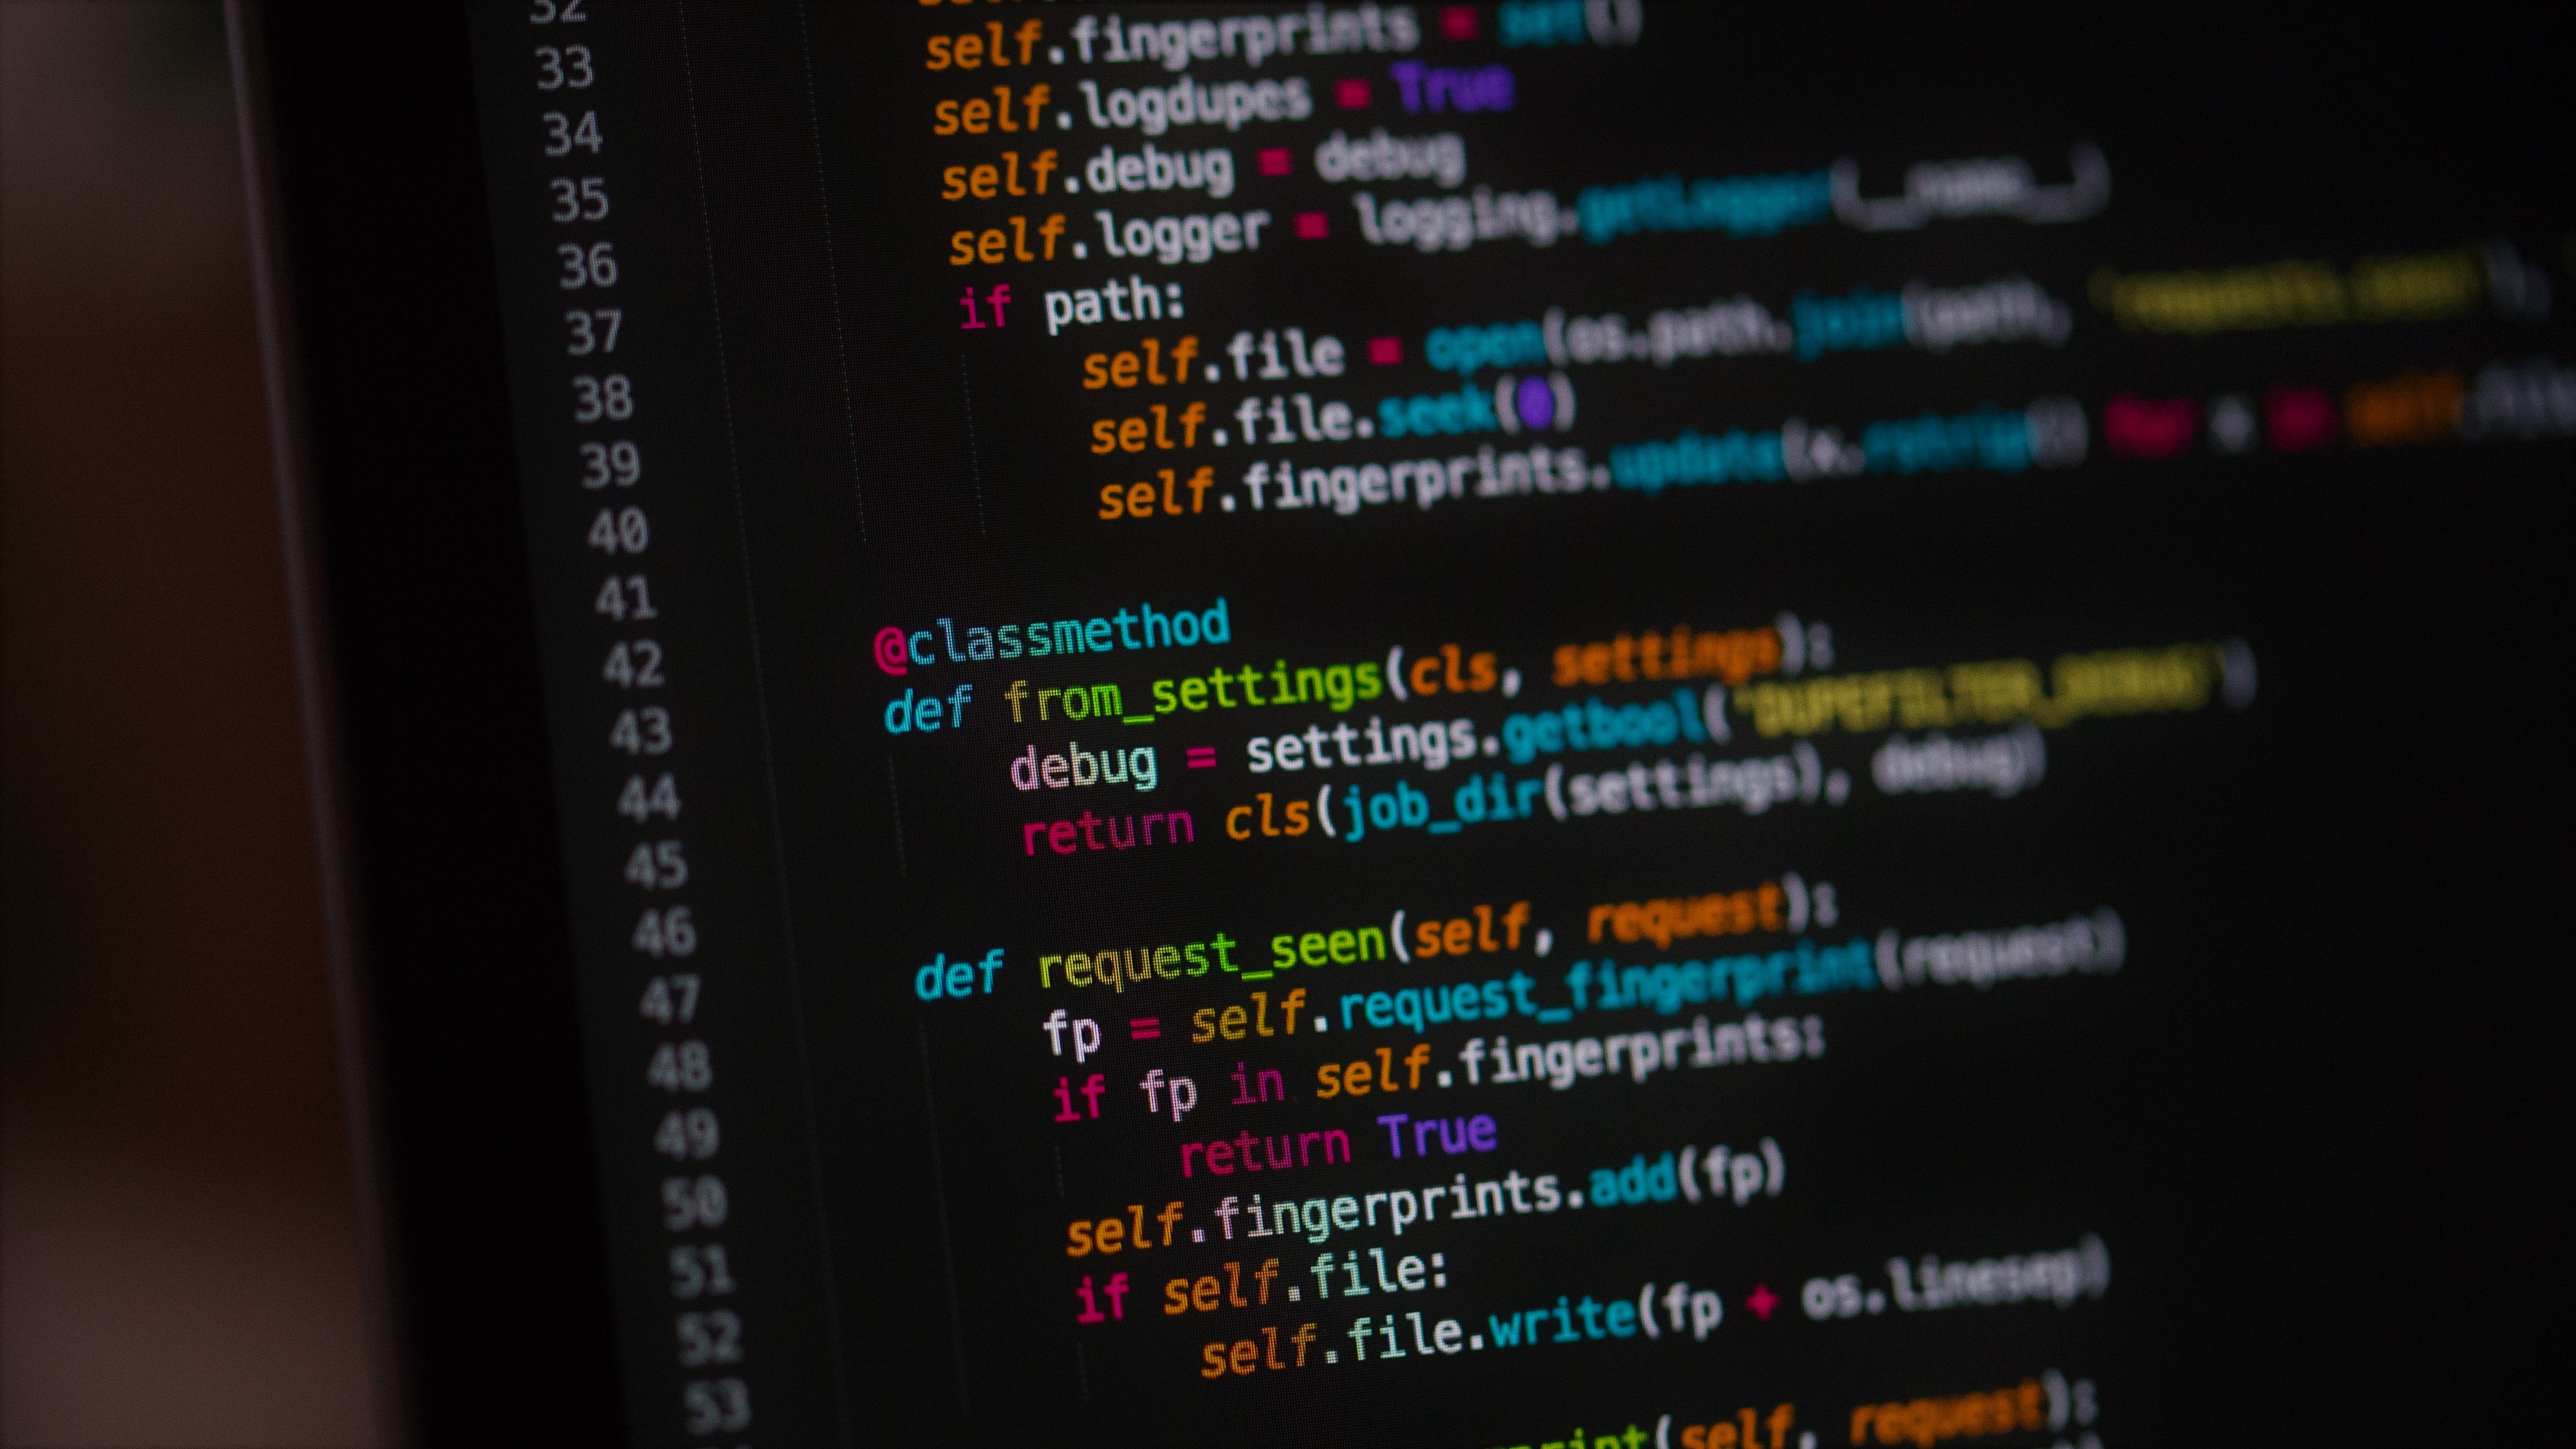 32
33 self.fingerprints = set()
34 self.logdupes = True
35 self.debug = debug
36 self.logger = logging.getLogger(__name__)
37 if path:
38 self.file = open(os.path.join(path, 'requests.seen'),
39 self.file.seek(0)
40 self.fingerprints.update(x.rstrip() for x in self.file
41
42 @classmethod
43 def from_settings(cls, settings):
44 debug = settings.getbool('DUPEFILTER_DEBUG')
45 return cls(job_dir(settings), debug)
46
47 def request_seen(self, request):
48 fp = self.request_fingerprint(request)
49 if fp in self.fingerprints:
50 return True
51 self.fingerprints.add(fp)
52 if self.file:
53 self.file.write(fp + os.linesep)
(self, request):